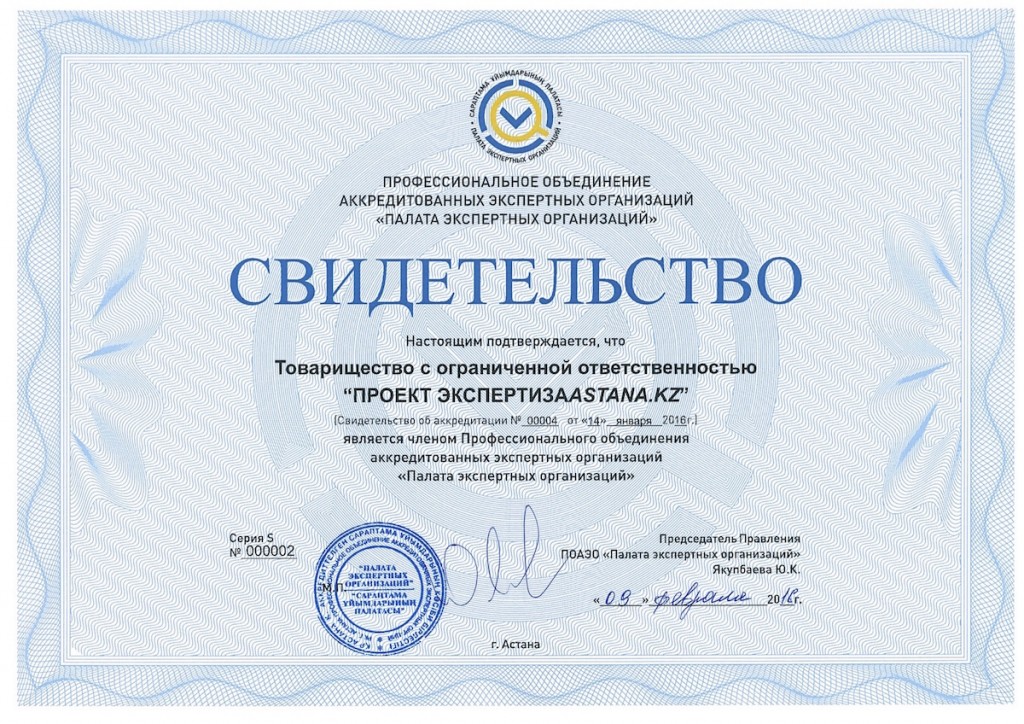 САРАПТАМА ҰЙЫМДАРЫНЫҢ ПАЛАТАСЫ
ПАЛАТА ЭКСПЕРТНЫХ ОРГАНИЗАЦИЙ
ПРОФЕССИОНАЛЬНОЕ ОБЪЕДИНЕНИЕ
АККРЕДИТОВАННЫХ ЭКСПЕРТНЫХ ОРГАНИЗАЦИЙ
«ПАЛАТА ЭКСПЕРТНЫХ ОРГАНИЗАЦИЙ»
СВИДЕТЕЛЬСТВО
Настоящим подтверждается, что
Товарищество с ограниченной ответственностью
“ПРОЕКТ ЭКСПЕРТИЗАASTANA.KZ”
(Свидетельство об аккредитации № 00004 от «14» января 2016г.)
является членом Профессионального объединения
аккредитованных экспертных организаций
«Палата экспертных организаций»
Серия S
№ 000002
М.П.
"ПАЛАТА
ЭКСПЕРТНЫХ
ОРГАНИЗАЦИЙ"
"САРАПТАМА
ҰЙЫМДАРЫНЫҢ
ПАЛАТАСЫ"
Председатель Правления
ПОАЭО «Палата экспертных организаций»
Якупбаева Ю.К.
«09» февраля 2016г.
г. Астана